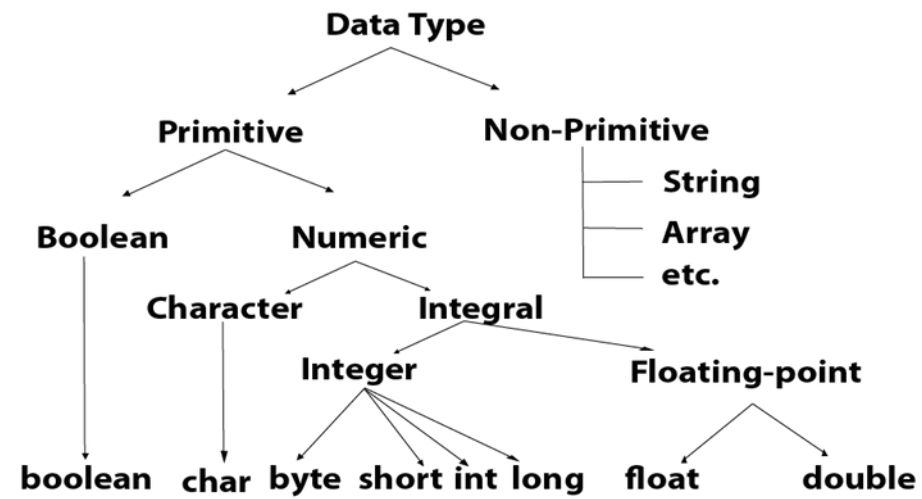 Data Type
Primitive
Non-Primitive
String
Array
etc.
Boolean
Numeric
Character
Integral
Integer
Floating-point
boolean
char
byte
short
int
long
float
double